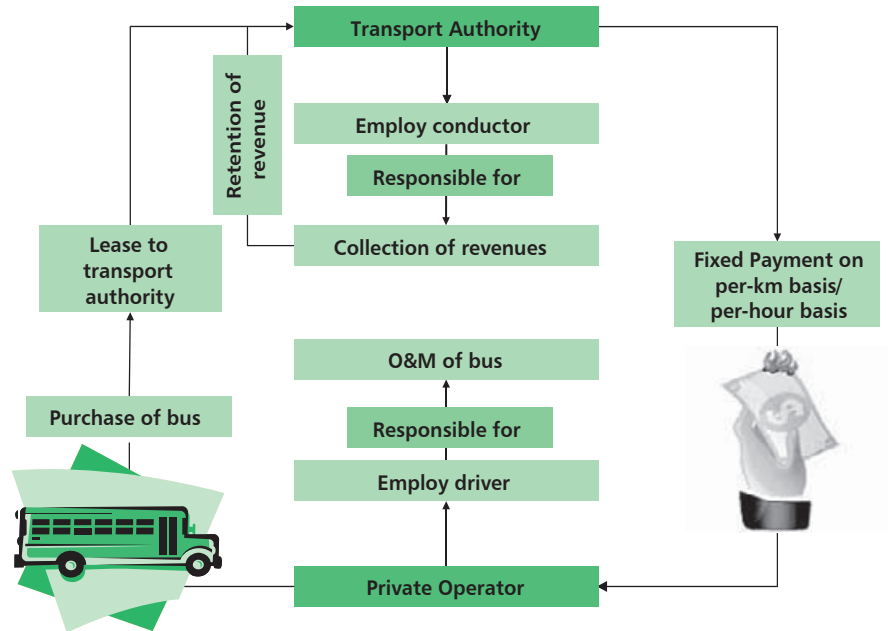 Transport Authority
Retention of
revenue
Employ conductor
Responsible for
Collection of revenues
Lease to
transport
authority
Fixed Payment on
per-km basis/
per-hour basis
O&M of bus
Purchase of bus
Responsible for
Employ driver
Private Operator